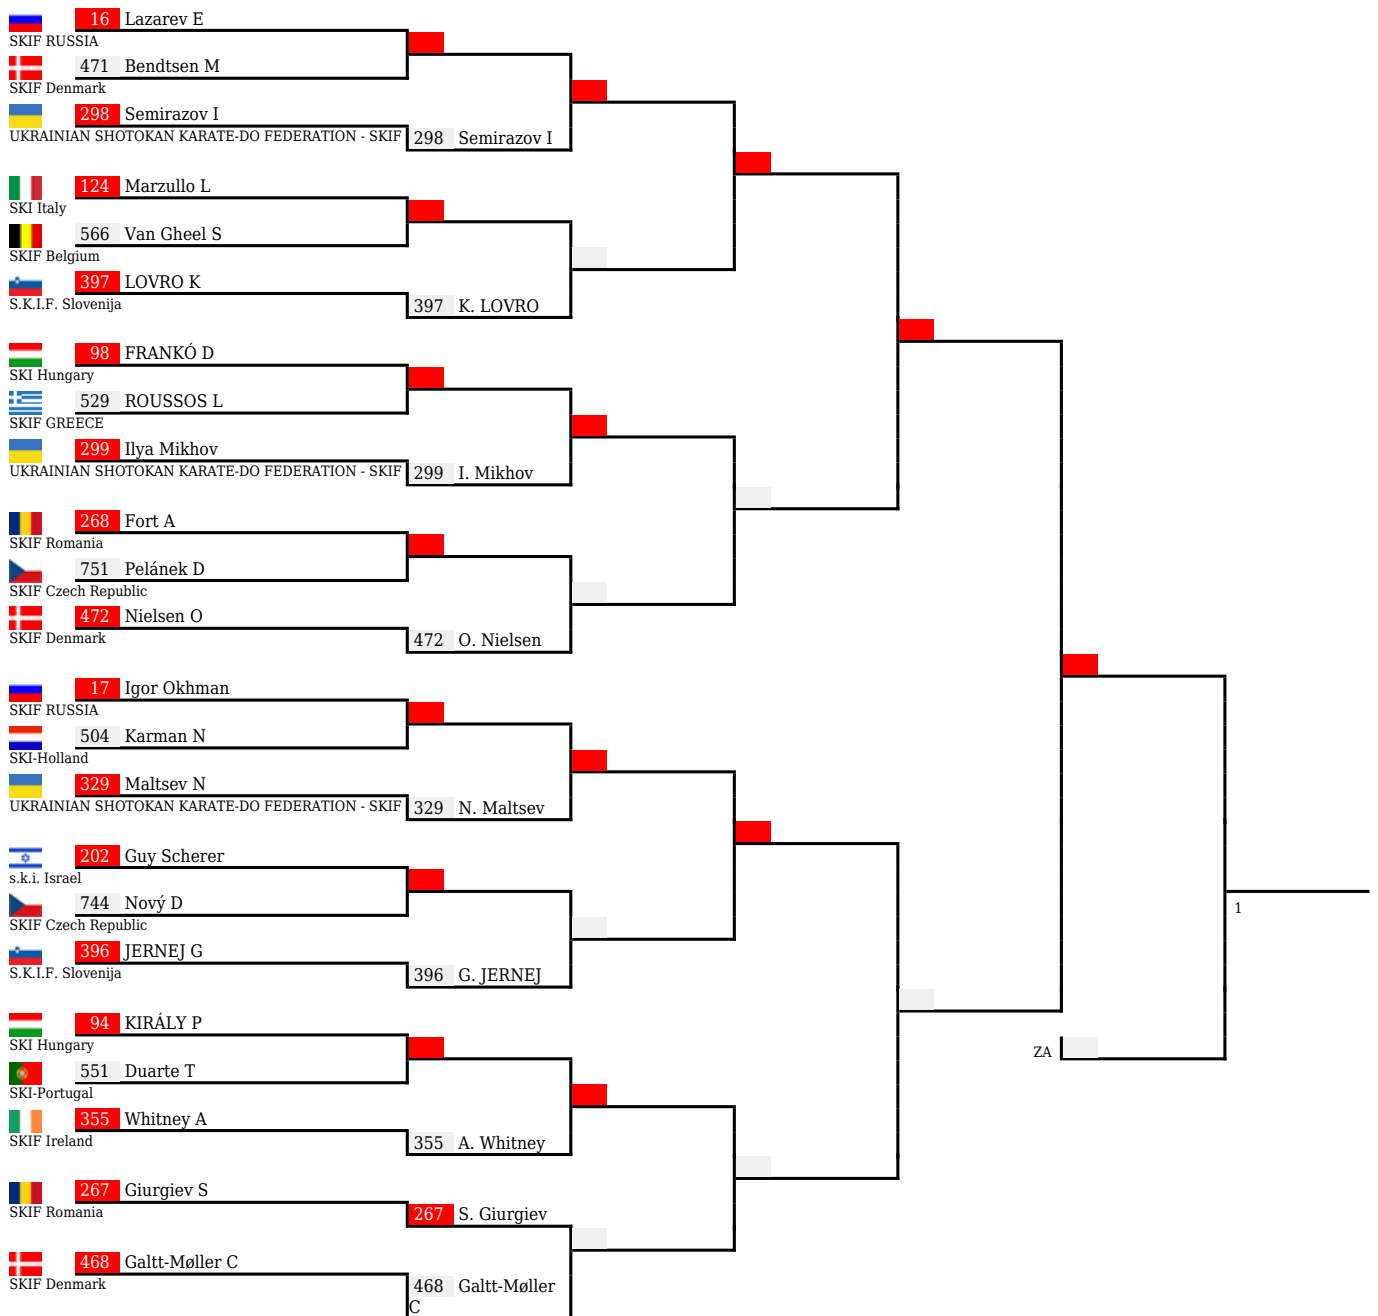 16 Lazarev E
SKIF RUSSIA
471 Bendtsen M
SKIF Denmark
298 Semirazov I
UKRAINIAN SHOTOKAN KARATE-DO FEDERATION - SKIF
298 Semirazov I
124 Marzullo L
SKI Italy
566 Van Gheel S
SKIF Belgium
397 LOVRO K
S.K.I.F. Slovenija
397 K. LOVRO
98 FRANKÓ D
SKI Hungary
529 ROUSSOS L
SKIF GREECE
299 Ilya Mikhov
UKRAINIAN SHOTOKAN KARATE-DO FEDERATION - SKIF
299 I. Mikhov
268 Fort A
SKIF Romania
751 Pelánek D
SKIF Czech Republic
472 Nielsen O
SKIF Denmark
472 O. Nielsen
17 Igor Okhman
SKIF RUSSIA
504 Karman N
SKI-Holland
329 Maltsev N
UKRAINIAN SHOTOKAN KARATE-DO FEDERATION - SKIF
329 N. Maltsev
202 Guy Scherer
s.k.i. Israel
744 Nový D
SKIF Czech Republic
1
396 JERNEJ G
S.K.I.F. Slovenija
396 G. JERNEJ
94 KIRÁLY P
SKI Hungary
ZA
551 Duarte T
SKI-Portugal
355 Whitney A
SKIF Ireland
355 A. Whitney
267 Giurgiev S
SKIF Romania
267 S. Giurgiev
468 Galtt-Møller C
SKIF Denmark
468 Galtt-Møller
C